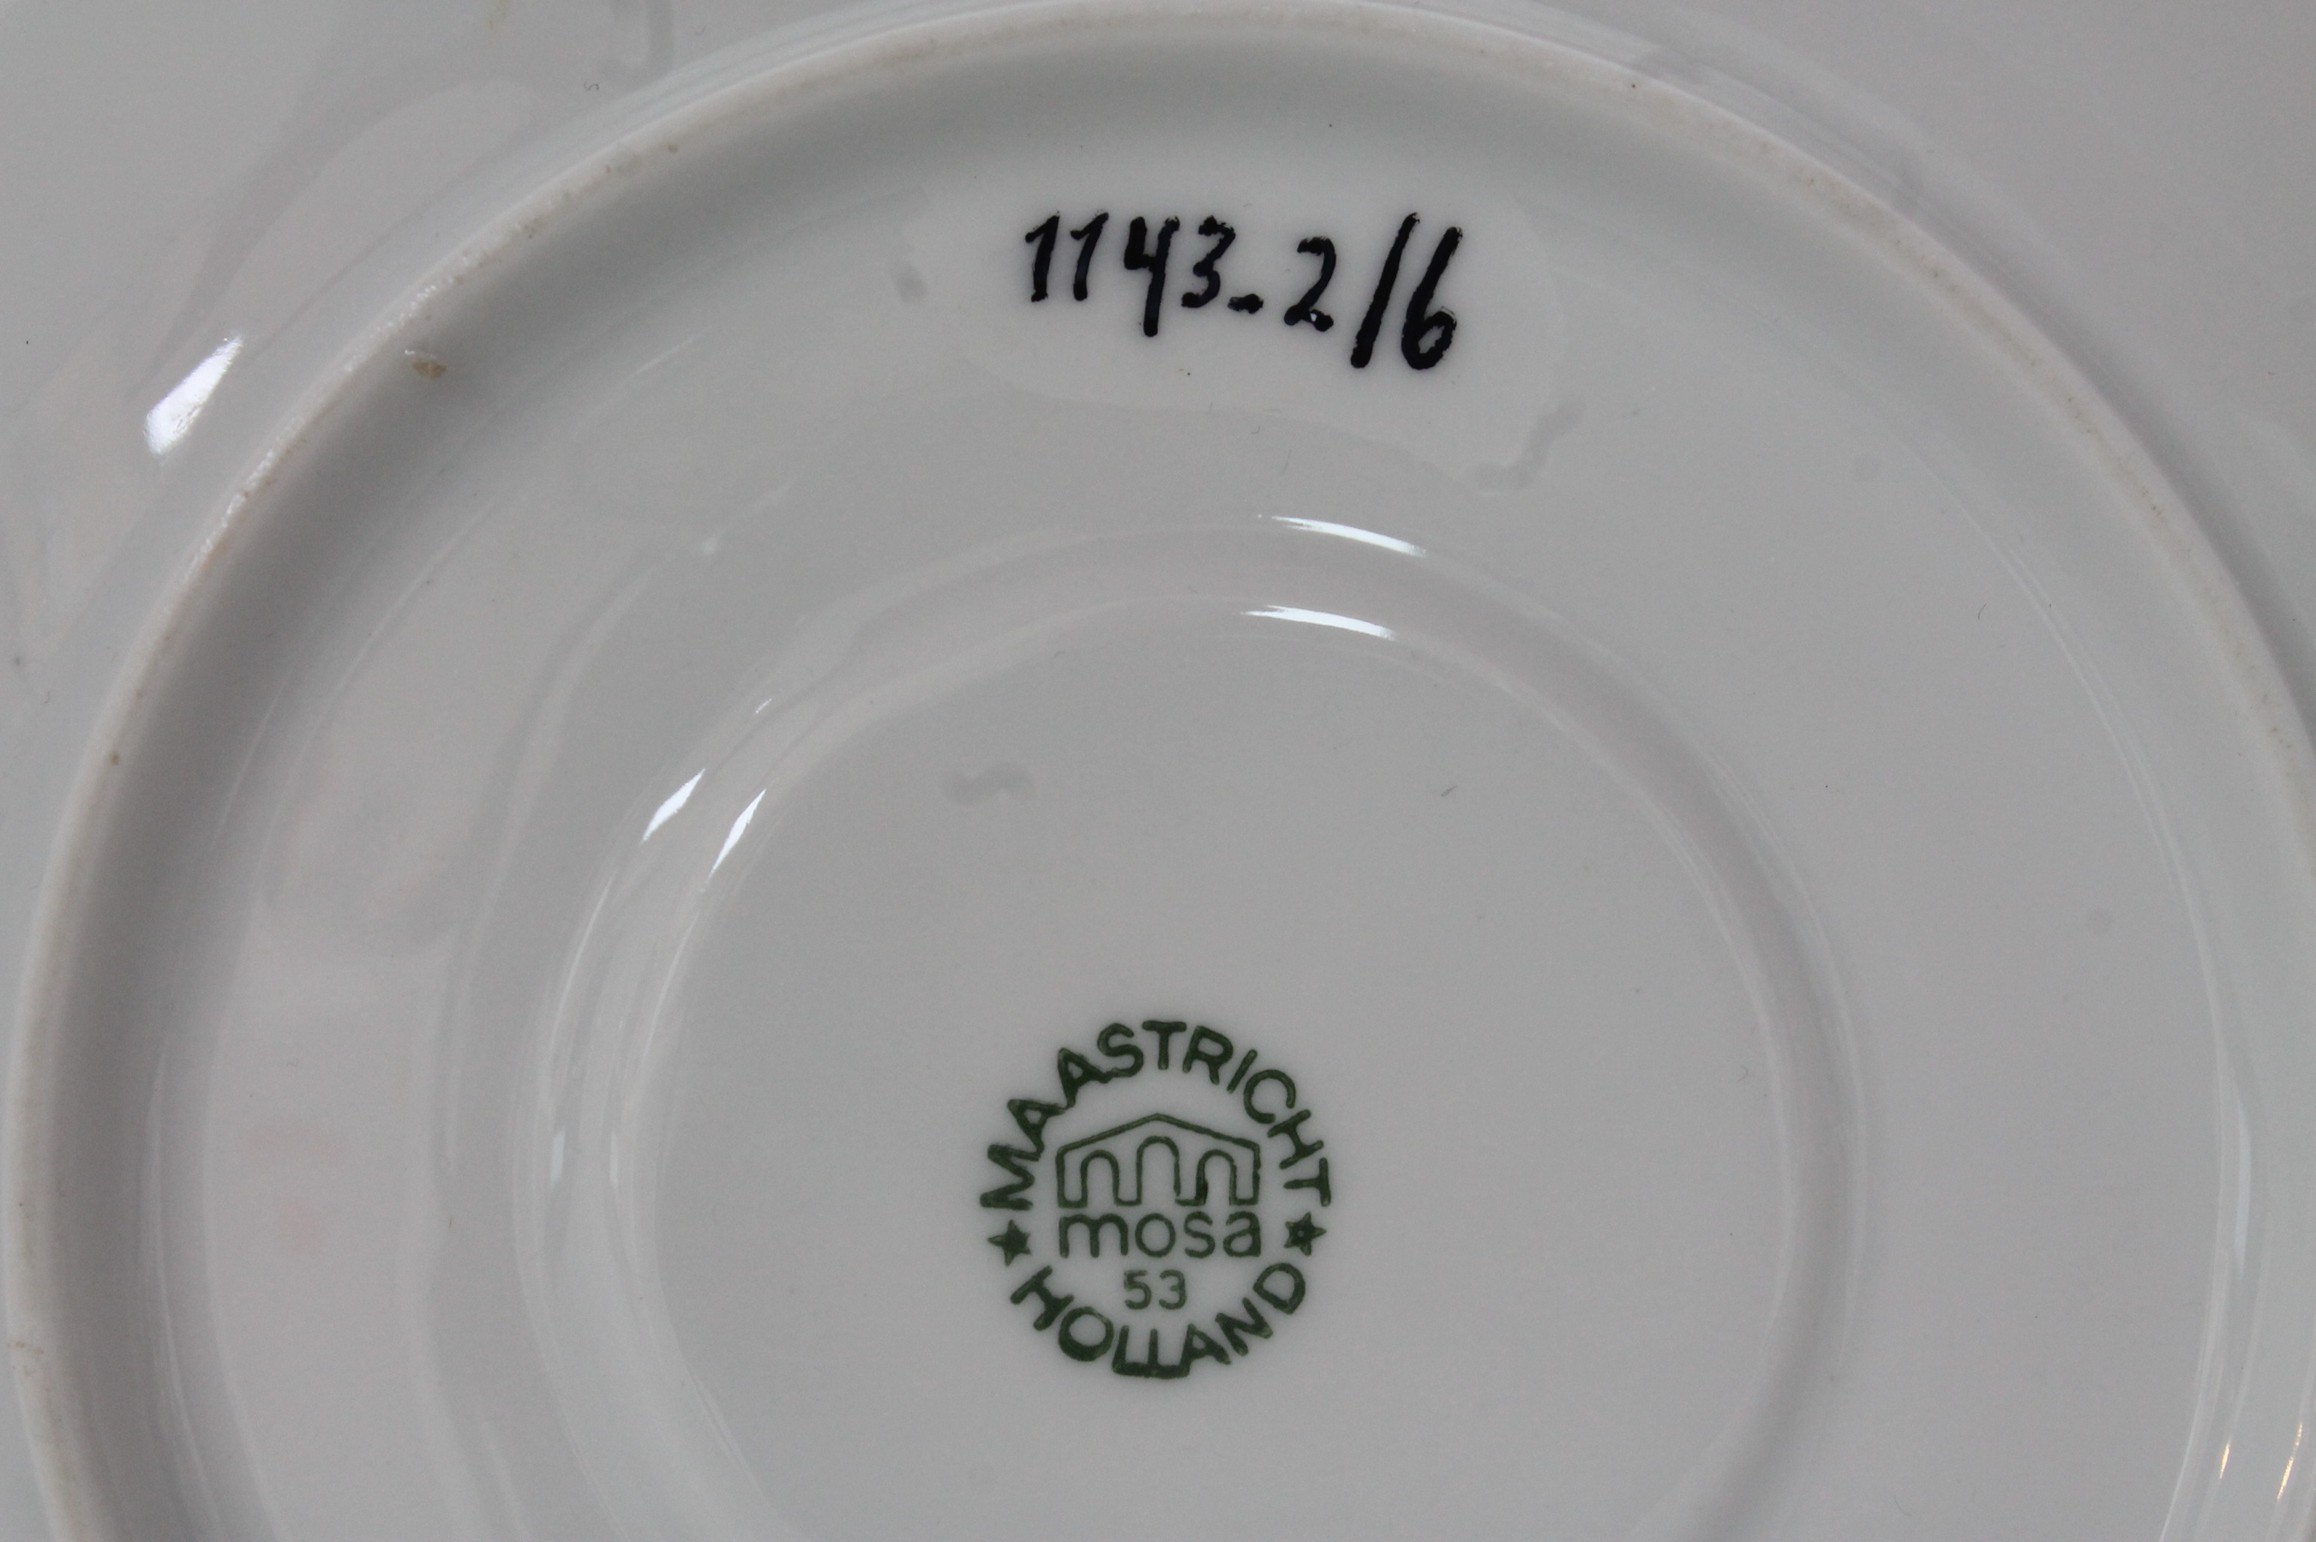 1143-2/6
MAASTRICHT
mosa
53
HOLLAND